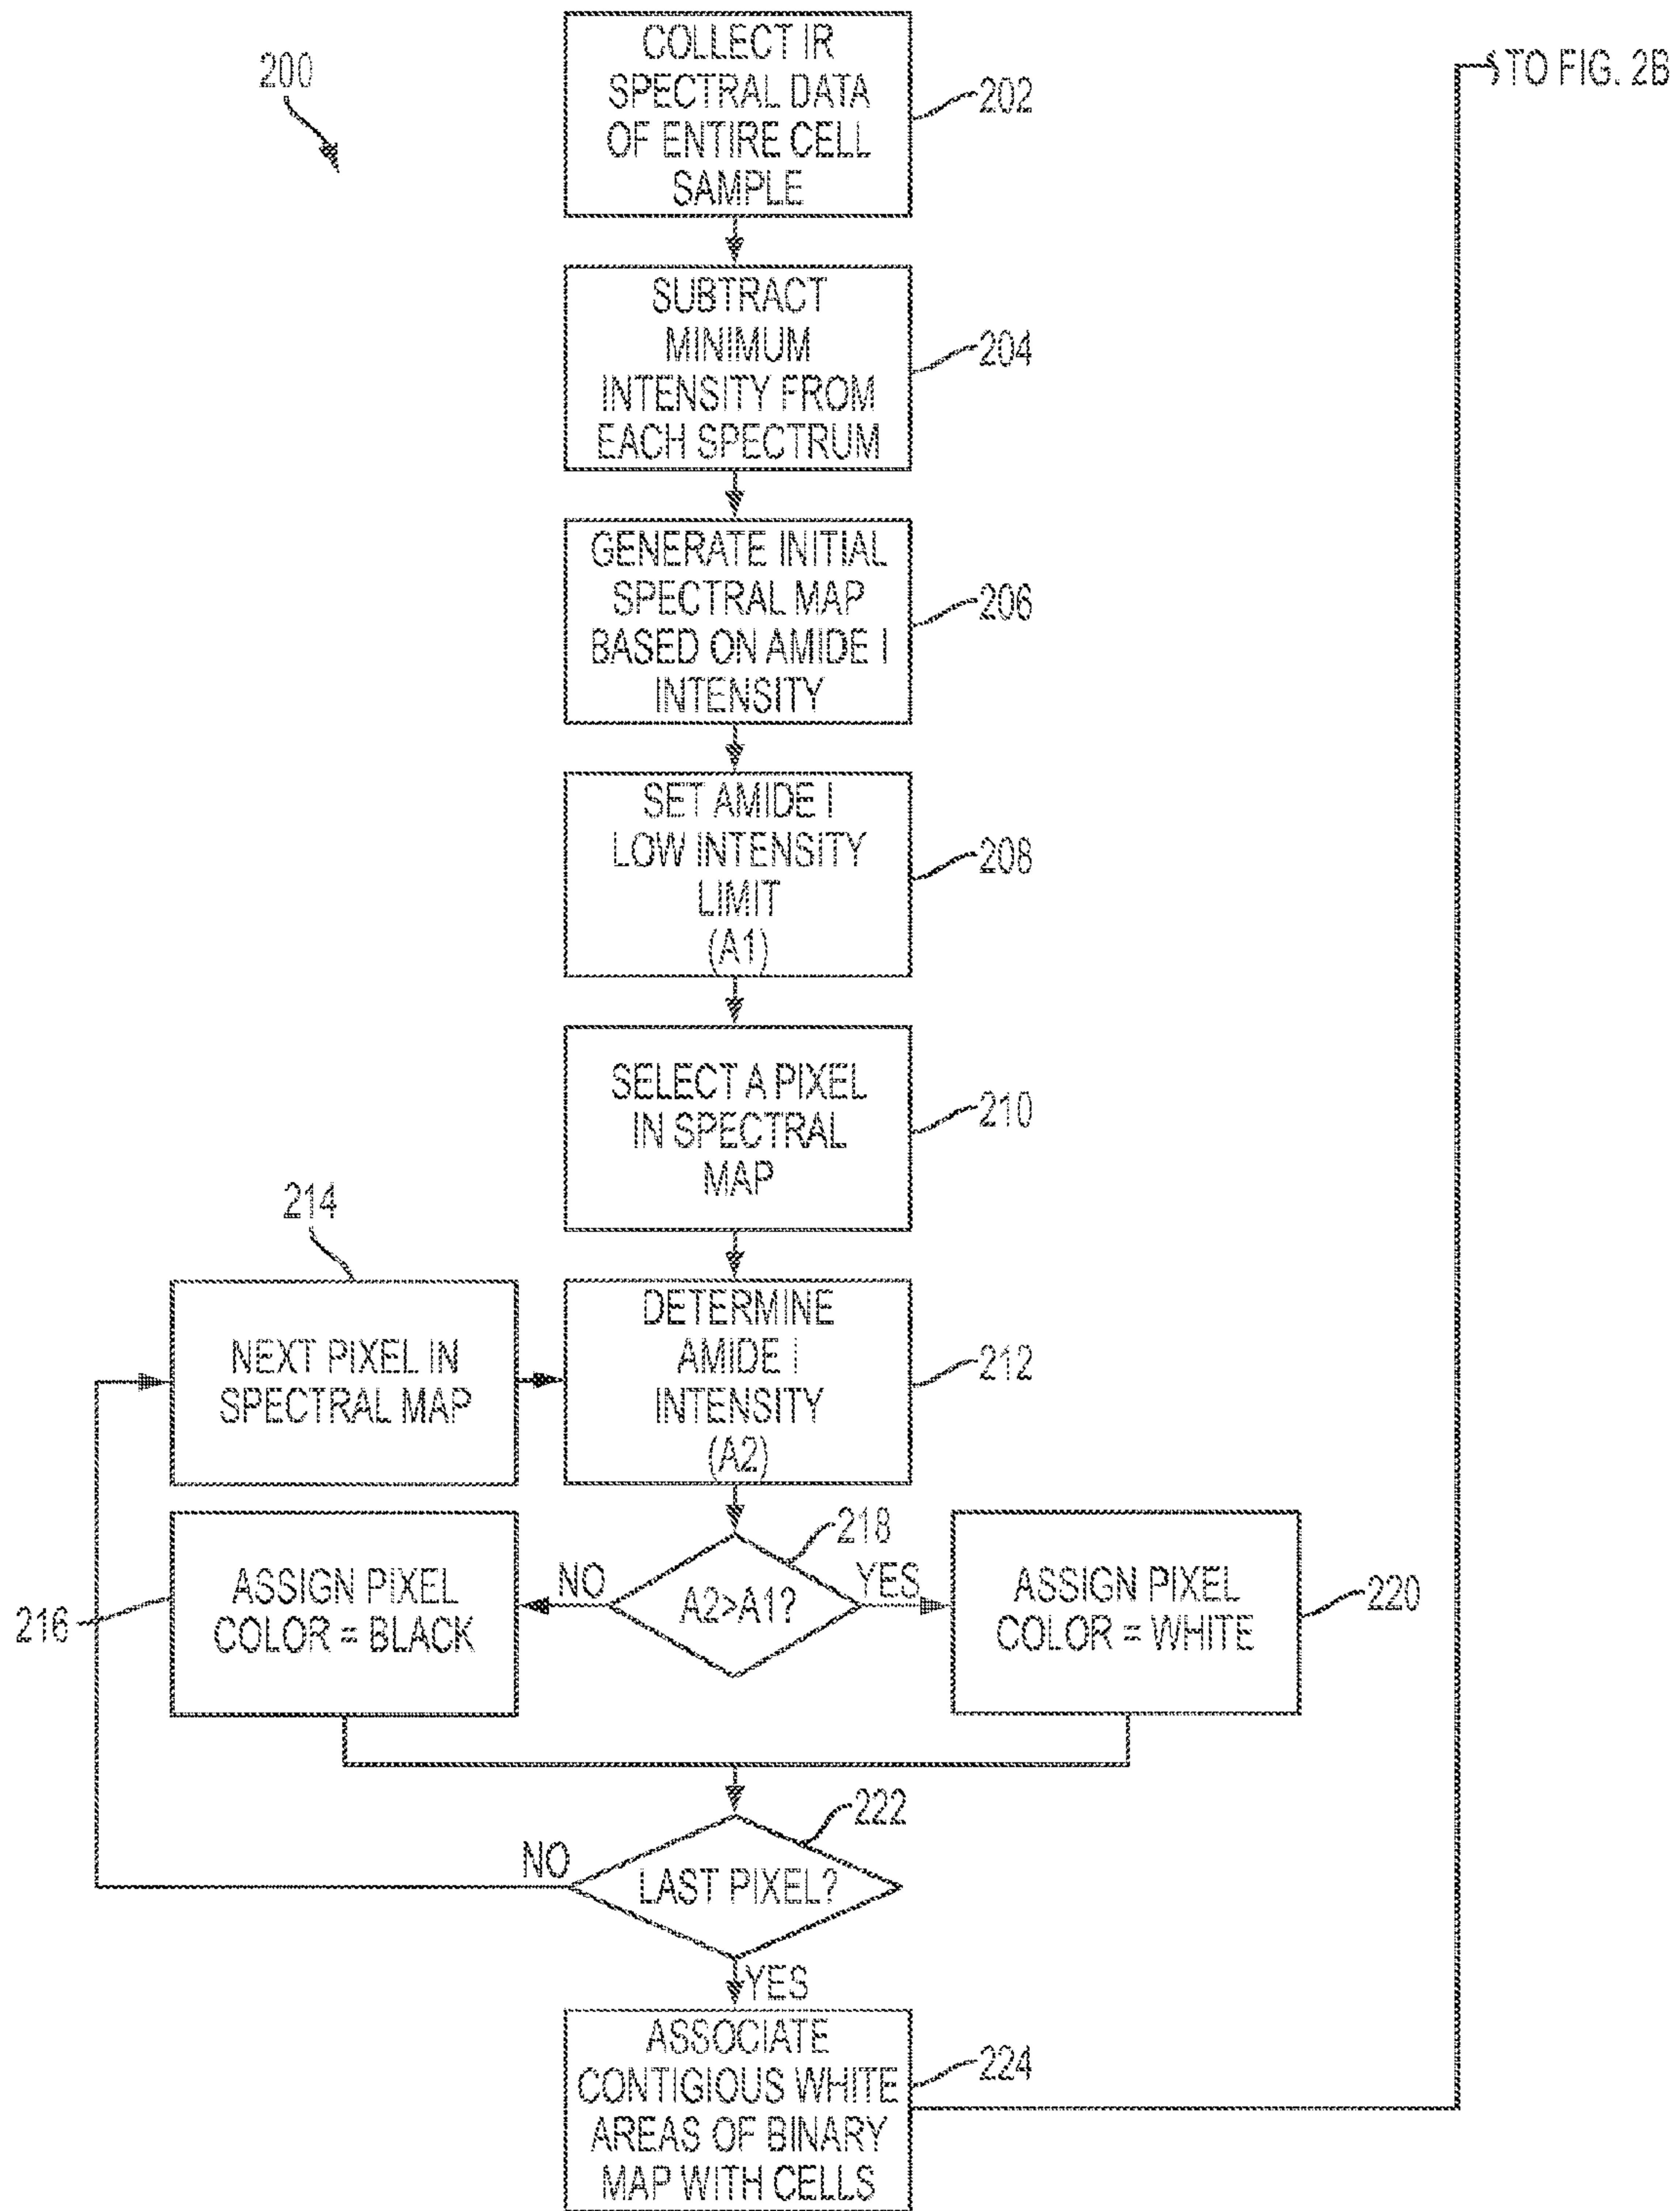 200
COLLECT IR
SPECTRAL DATA
OF ENTIRE CELL
SAMPLE
202
TO FIG. 2B
SUBTRACT
MINIMUM
INTENSITY FROM
EACH SPECTRUM
204
GENERATE INITIAL
SPECTRAL MAP
BASED ON AMIDE I
INTENSITY
206
SET AMIDE I
LOW INTENSITY
LIMIT
(A1)
208
SELECT A PIXEL
IN SPECTRAL
MAP
210
214
NEXT PIXEL IN
SPECTRAL MAP
DETERMINE
AMIDE I
INTENSITY
(A2)
212
216
ASSIGN PIXEL
COLOR = BLACK
NO
A2>A1?
218
YES
ASSIGN PIXEL
COLOR = WHITE
220
NO
LAST PIXEL?
222
YES
ASSOCIATE
CONTIGIOUS WHITE
AREAS OF BINARY
MAP WITH CELLS
224